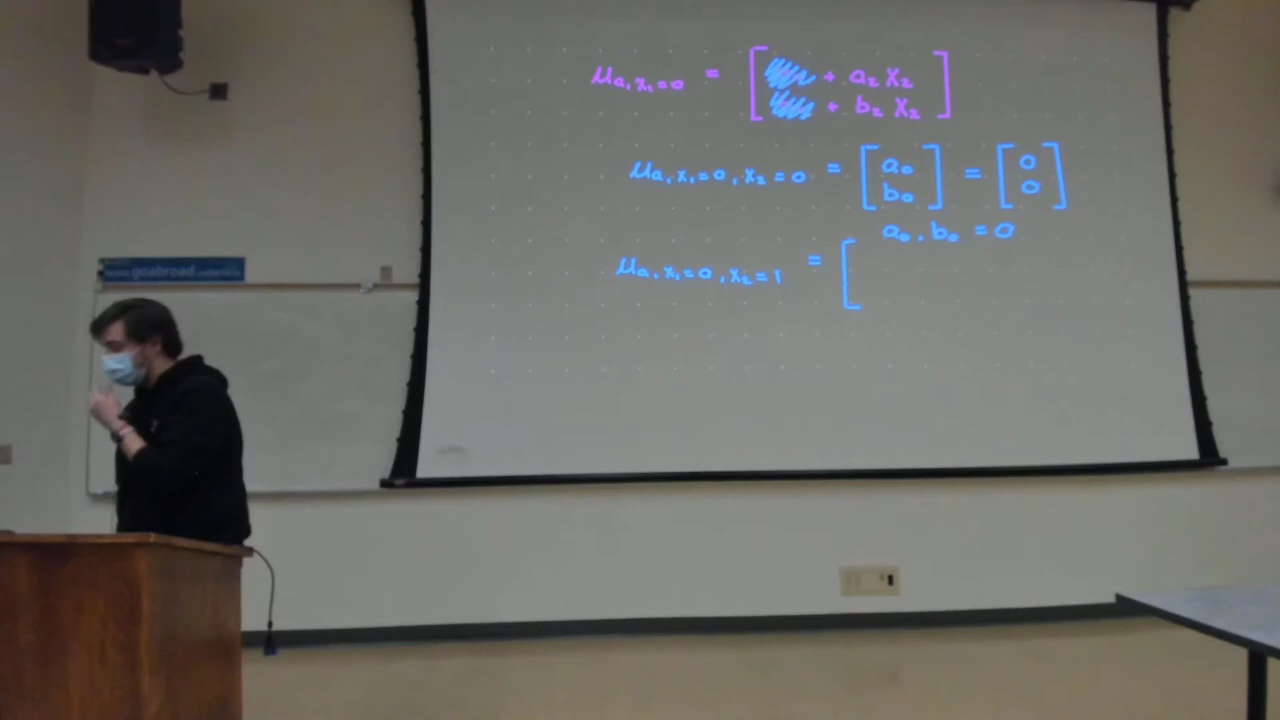 μa,x₁=0 = [ + a₂ x₂
+ b₂ x₂ ]
μa,x₁=0,x₂=0 = [ a₀
b₀ ] = [ 0
0 ]
a₀,b₀ = 0
μa,x₁=0,x₂=1 = [
goabroad